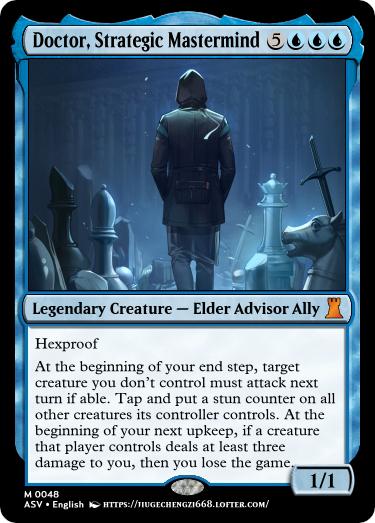 Doctor, Strategic Mastermind 5
Legendary Creature — Elder Advisor Ally
Hexproof
At the beginning of your end step, target
creature you don't control must attack next
turn if able. Tap and put a stun counter on all
other creatures its controller controls. At the
beginning of your next upkeep, if a creature
that player controls deals at least three
damage to you, then you lose the game.
1/1
M 0048
ASV • English HTTPS://JIUGECHENGZI668.LOFTER.COM/